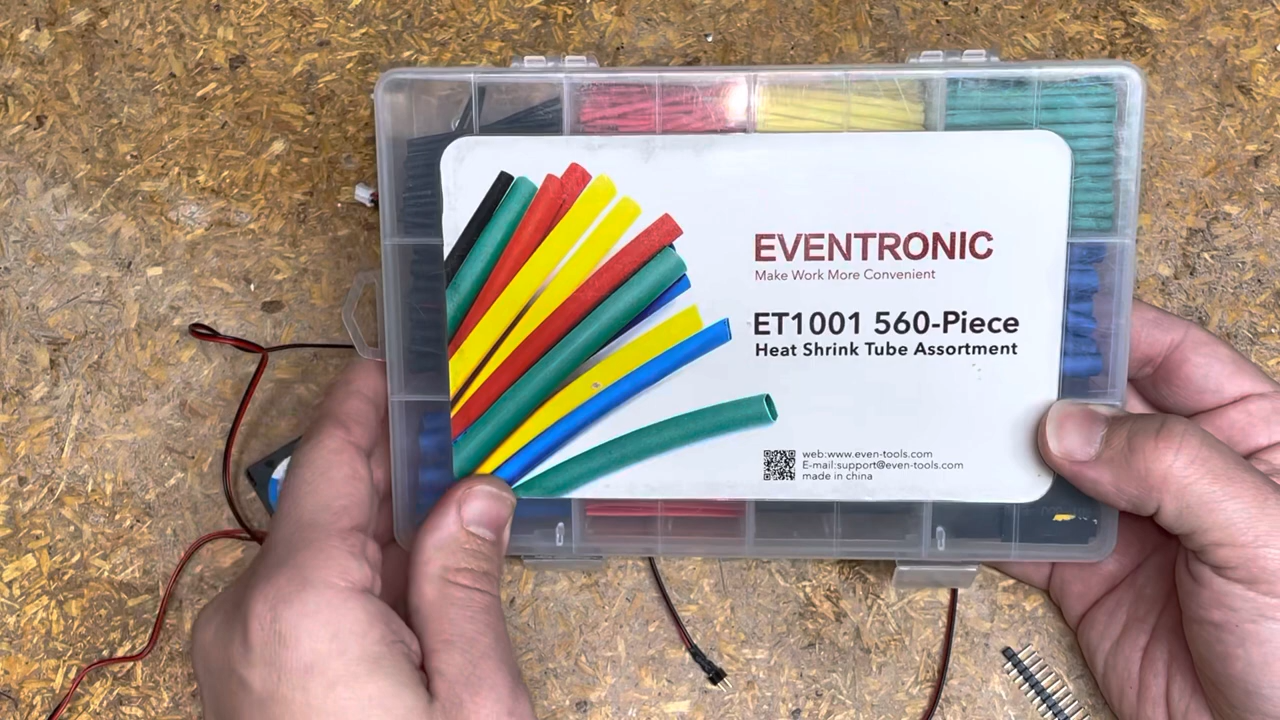 EVENTRONIC
Make Work More Convenient
ET1001 560-Piece
Heat Shrink Tube Assortment
web:www.even-tools.com
E-mail:support@even-tools.com
made in china